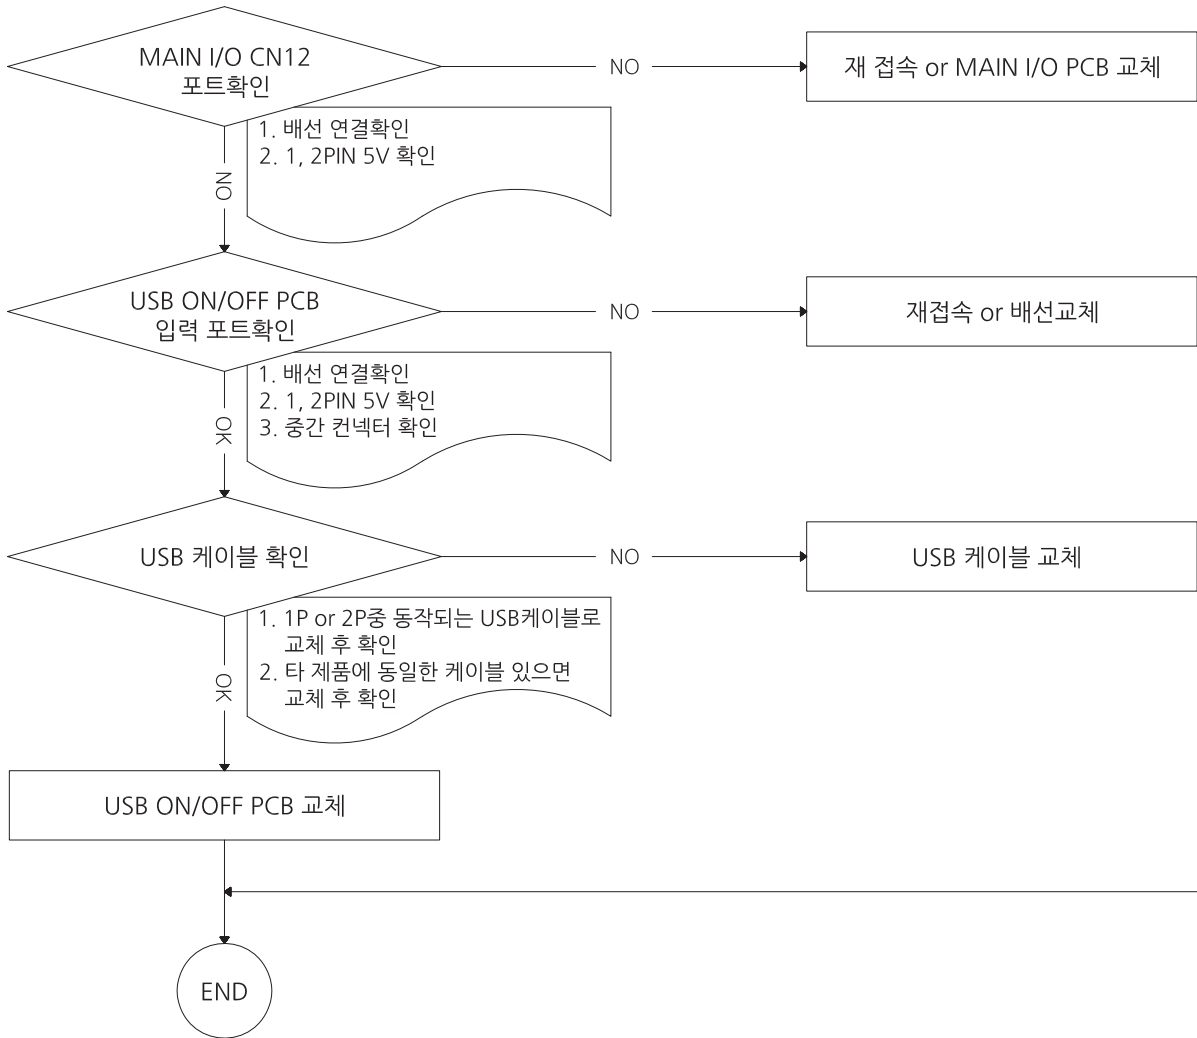 MAIN I/O CN12
포트확인
NO
재 접속 or MAIN I/O PCB 교체
1. 배선 연결확인
2. 1, 2PIN 5V 확인
NO
USB ON/OFF PCB
입력 포트확인
NO
재접속 or 배선교체
1. 배선 연결확인
2. 1, 2PIN 5V 확인
3. 중간 컨넥터 확인
OK
USB 케이블 확인
NO
USB 케이블 교체
1. 1P or 2P중 동작되는 USB케이블로
교체 후 확인
2. 타 제품에 동일한 케이블 있으면
교체 후 확인
OK
USB ON/OFF PCB 교체
END